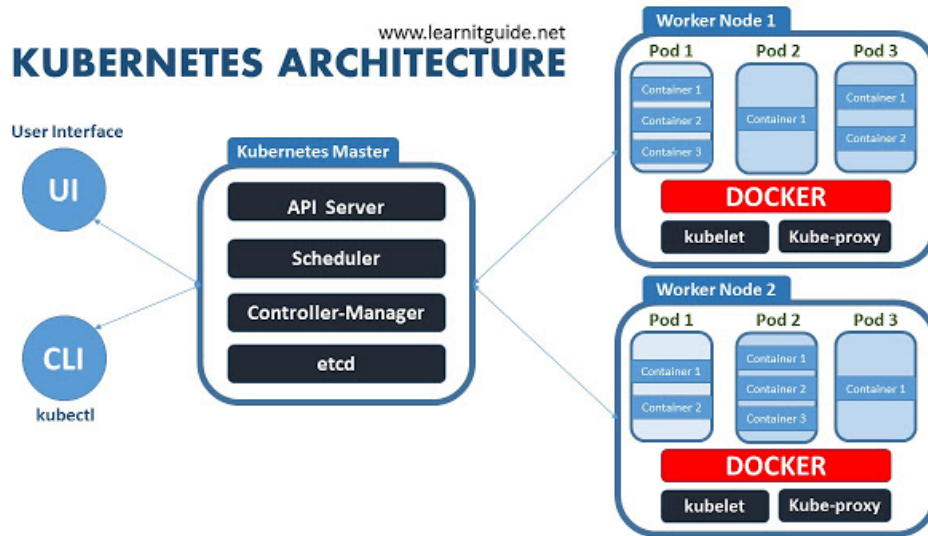 www.learnitguide.net
KUBERNETES ARCHITECTURE
User Interface
UI
CLI
kubectl
Kubernetes Master
API Server
Scheduler
Controller-Manager
etcd
Worker Node 1
Pod 1 Pod 2 Pod 3
Container 1
Container 2
Container 3
Container 1
Container 1
Container 2
DOCKER
kubelet Kube-proxy
Worker Node 2
Pod 1 Pod 2 Pod 3
Container 1
Container 2
Container 1
Container 2
Container 3
Container 1
DOCKER
kubelet Kube-proxy